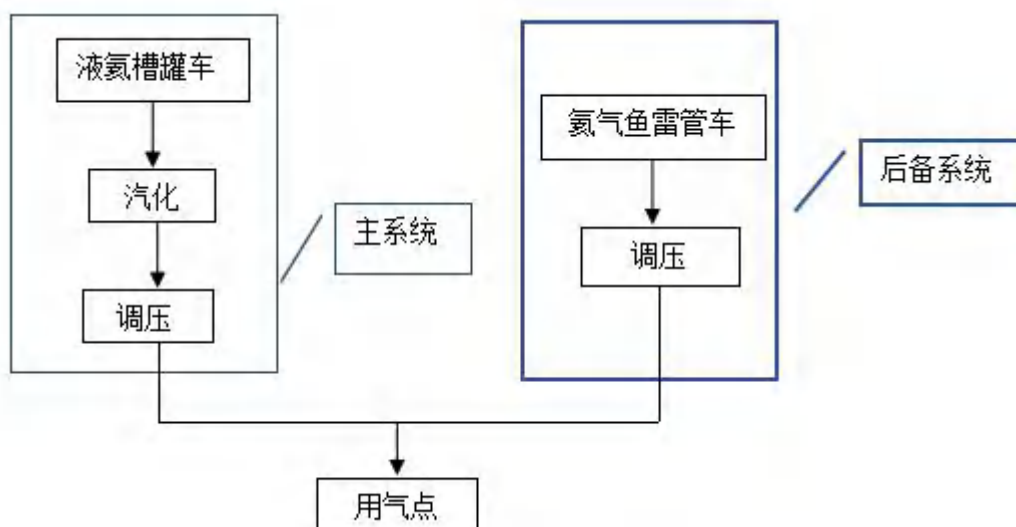 液氦槽罐车
汽化
调压
主系统
氦气鱼雷管车
调压
后备系统
用气点